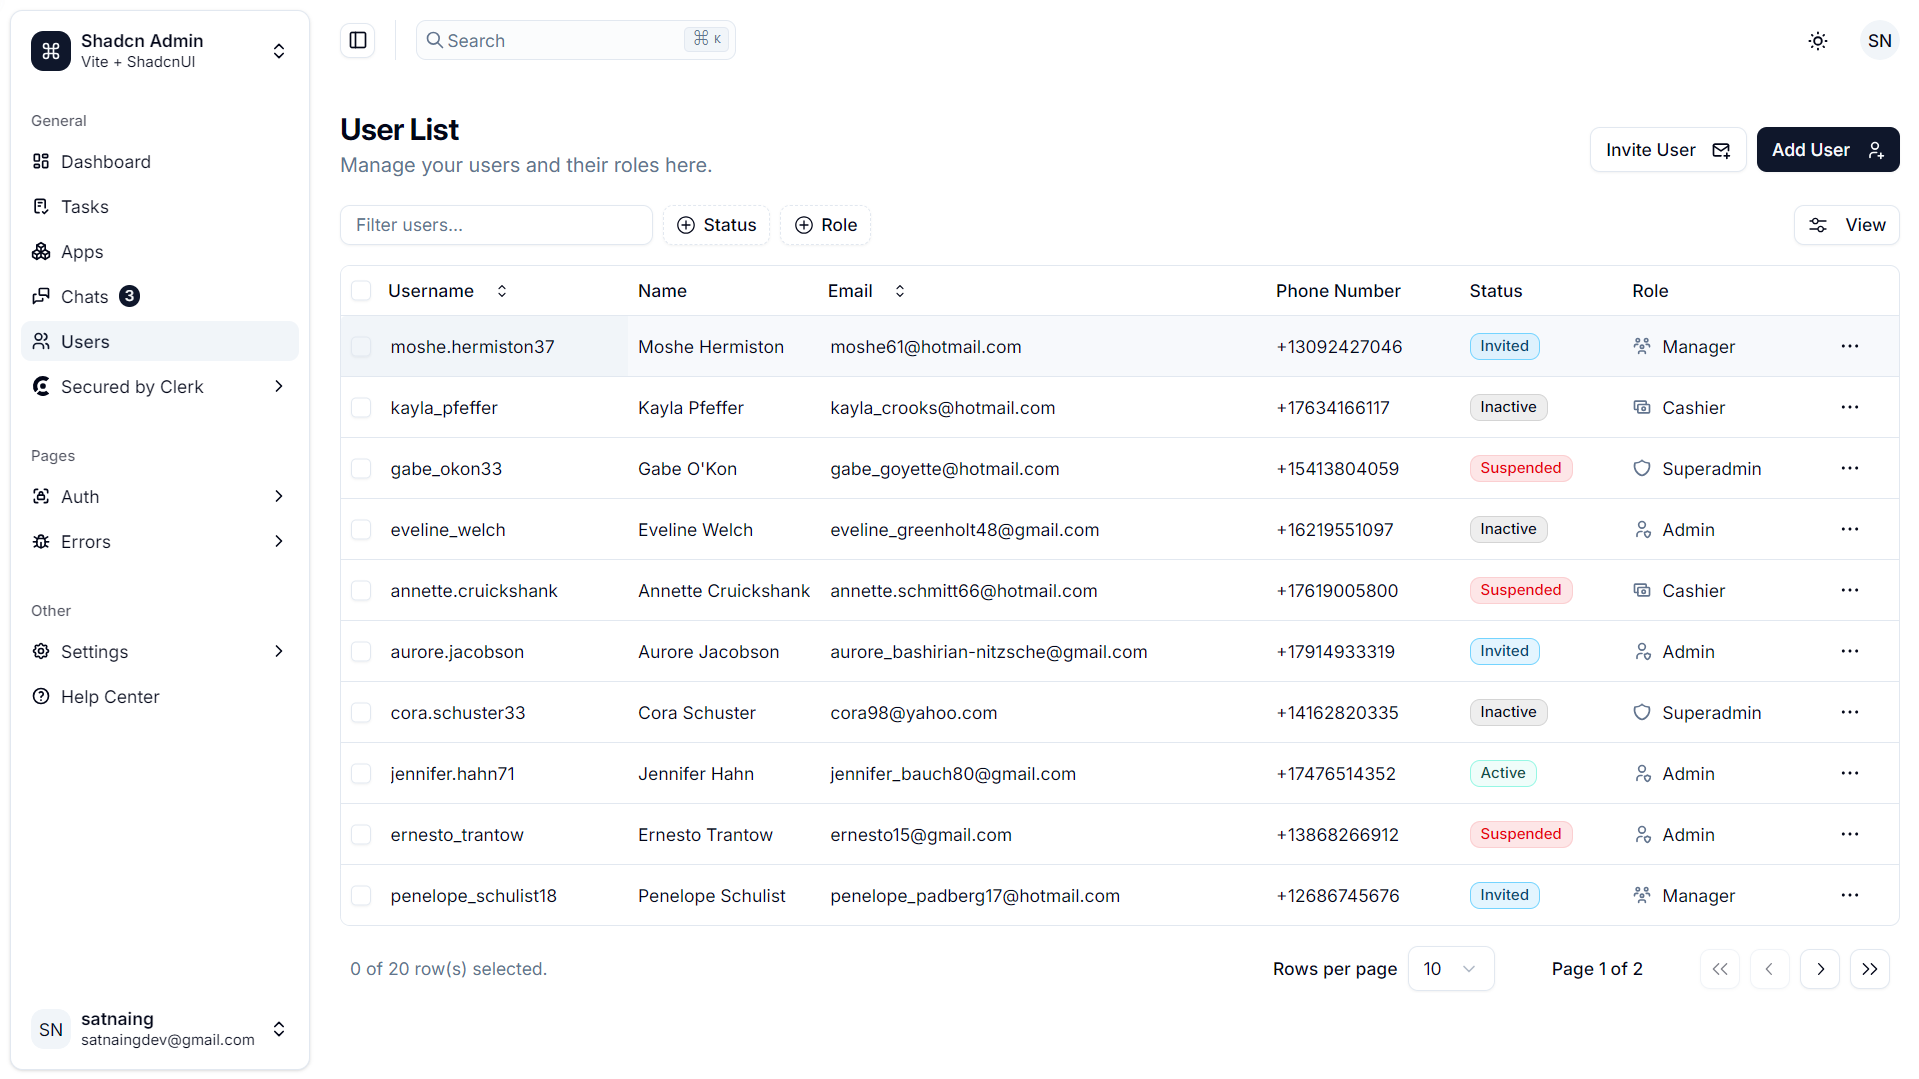 Shadcn Admin
Vite + ShadcnUI
General
Dashboard
Tasks
Apps
Chats 3
Users
Secured by Clerk
Pages
Auth
Errors
Other
Settings
Help Center
SN
satnaing
satnaingdev@gmail.com
Search ⌘ K
SN
User List
Manage your users and their roles here.
Invite User
Add User
Filter users...
Status
Role
View
Username Name Email Phone Number Status Role
moshe.hermiston37 Moshe Hermiston moshe61@hotmail.com +13092427046 Invited Manager
kayla_pfeffer Kayla Pfeffer kayla_crooks@hotmail.com +17634166117 Inactive Cashier
gabe_okon33 Gabe O'Kon gabe_goyette@hotmail.com +15413804059 Suspended Superadmin
eveline_welch Eveline Welch eveline_greenholt48@gmail.com +16219551097 Inactive Admin
annette.cruickshank Annette Cruickshank annette.schmitt66@hotmail.com +17619005800 Suspended Cashier
aurore.jacobson Aurore Jacobson aurore_bashirian-nitzsche@gmail.com +17914933319 Invited Admin
cora.schuster33 Cora Schuster cora98@yahoo.com +14162820335 Inactive Superadmin
jennifer.hahn71 Jennifer Hahn jennifer_bauch80@gmail.com +17476514352 Active Admin
ernesto_trantow Ernesto Trantow ernesto15@gmail.com +13868266912 Suspended Admin
penelope_schulist18 Penelope Schulist penelope_padberg17@hotmail.com +12686745676 Invited Manager
0 of 20 row(s) selected.
Rows per page 10
Page 1 of 2